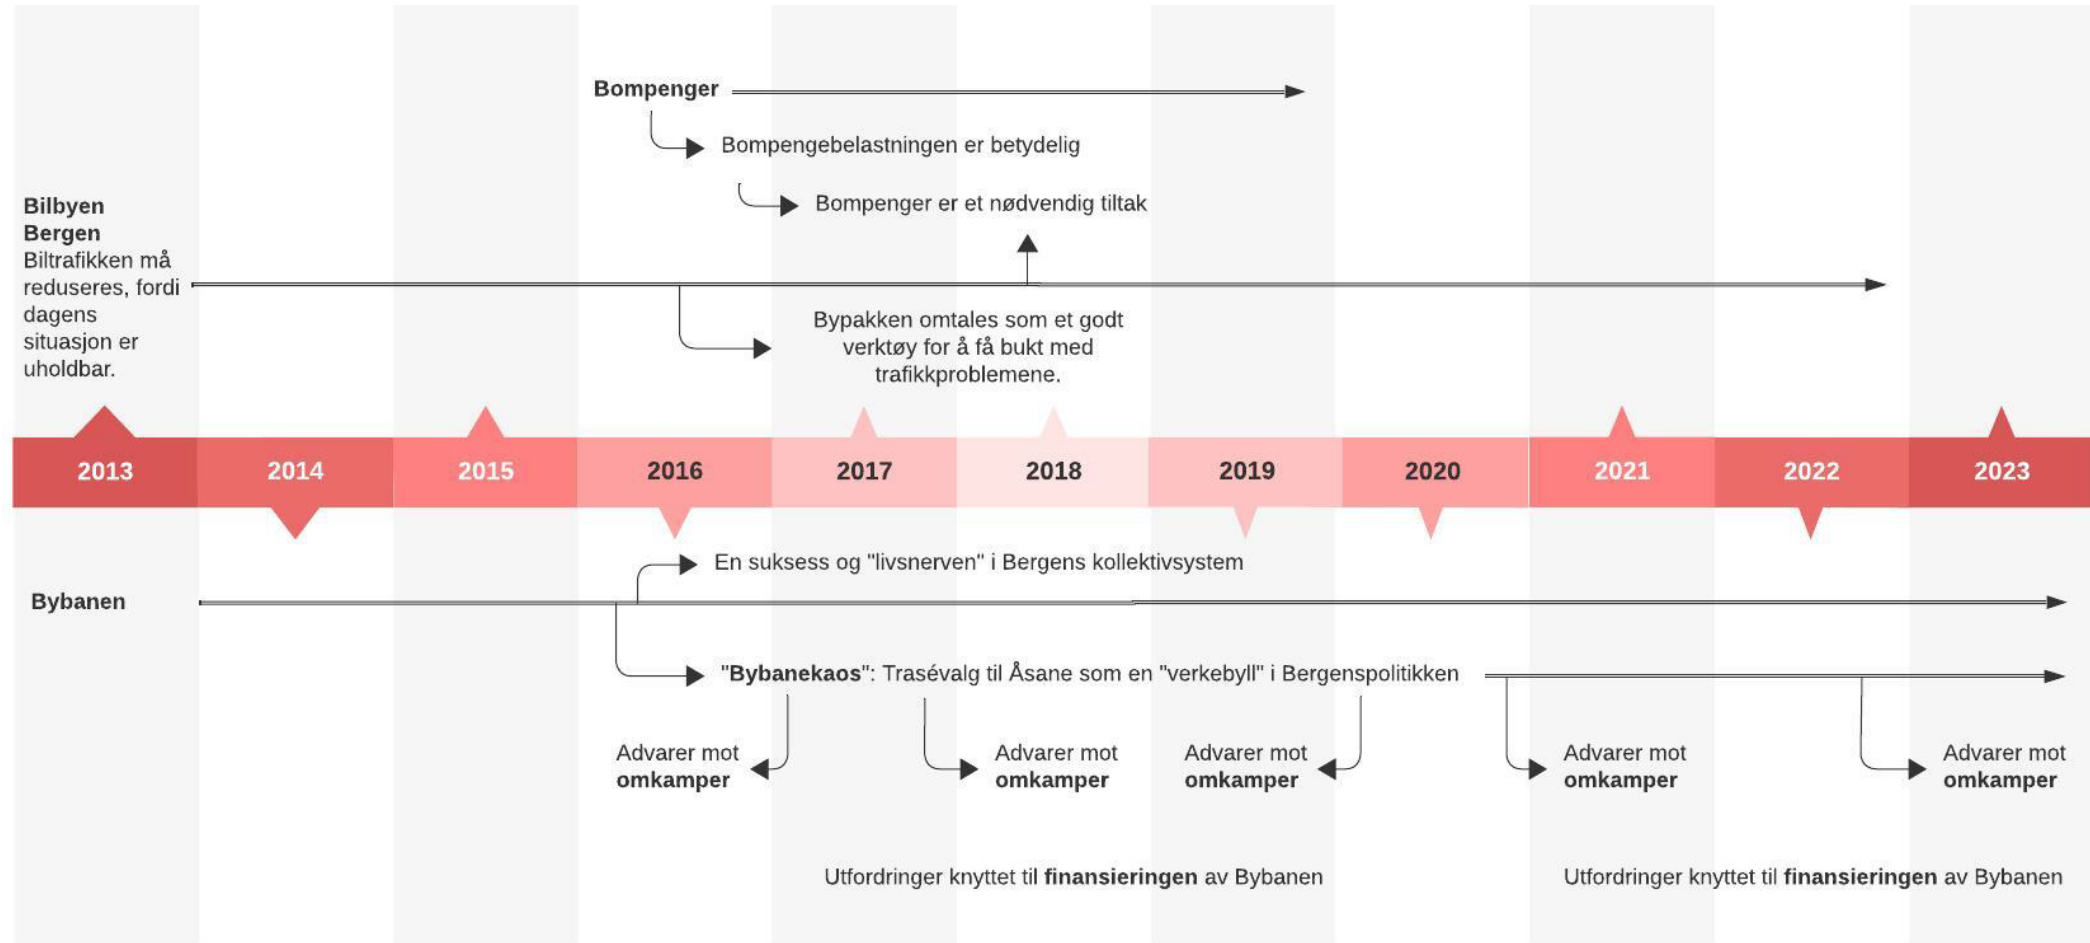 Bompenger
Bompengebelastningen er betydelig
Bompenger er et nødvendig tiltak
Bilbyen
Bergen
Biltrafikken må
reduseres, fordi
dagens
situasjon er
uholdbar.
Bypakken omtales som et godt
verktøy for å få bukt med
trafikkproblemene.
2013 2014 2015 2016 2017 2018 2019 2020 2021 2022 2023
En suksess og "livsnerven" i Bergens kollektivsystem
Bybanen
"Bybanekaos": Trasévalg til Åsane som en "verkebyll" i Bergenspolitikken
Advarer mot
omkamper
Advarer mot
omkamper
Advarer mot
omkamper
Advarer mot
omkamper
Advarer mot
omkamper
Utfordringer knyttet til finansieringen av Bybanen
Utfordringer knyttet til finansieringen av Bybanen